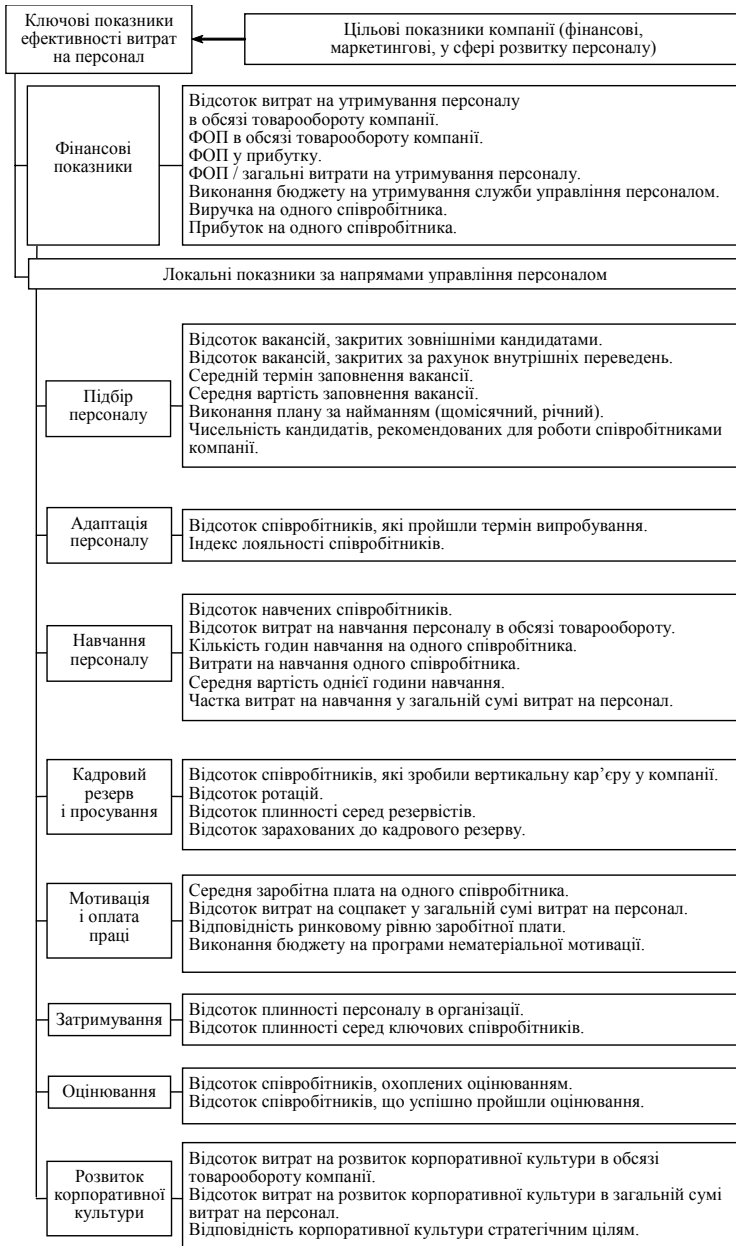 Ключові показники
ефективності витрат
на персонал
Цільові показники компанії (фінансові,
маркетингові, у сфері розвитку персоналу)
Фінансові
показники
Відсоток витрат на утримування персоналу
в обсязі товарообороту компанії.
ФОП в обсязі товарообороту компанії.
ФОП у прибутку.
ФОП / загальні витрати на утримування персоналу.
Виконання бюджету на утримування служби управління персоналом.
Виручка на одного співробітника.
Прибуток на одного співробітника.
Локальні показники за напрямами управління персоналом
Підбір
персоналу
Відсоток вакансій, закритих зовнішніми кандидатами.
Відсоток вакансій, закритих за рахунок внутрішніх переведень.
Середній термін заповнення вакансії.
Середня вартість заповнення вакансії.
Виконання плану за найманням (щомісячний, річний).
Чисельність кандидатів, рекомендованих для роботи співробітниками
компанії.
Адаптація
персоналу
Відсоток співробітників, які пройшли термін випробування.
Індекс лояльності співробітників.
Навчання
персоналу
Відсоток навчених співробітників.
Відсоток витрат на навчання персоналу в обсязі товарообороту.
Кількість годин навчання на одного співробітника.
Витрати на навчання одного співробітника.
Середня вартість однієї години навчання.
Частка витрат на навчання у загальній сумі витрат на персонал.
Кадровий
резерв
і просування
Відсоток співробітників, які зробили вертикальну кар’єру у компанії.
Відсоток ротацій.
Відсоток плинності серед резервістів.
Відсоток зарахованих до кадрового резерву.
Мотивація
і оплата
праці
Середня заробітна плата на одного співробітника.
Відсоток витрат на соцпакет у загальній сумі витрат на персонал.
Відповідність ринковому рівню заробітної плати.
Виконання бюджету на програми нематеріальної мотивації.
Затримування
Відсоток плинності персоналу в організації.
Відсоток плинності серед ключових співробітників.
Оцінювання
Відсоток співробітників, охоплених оцінюванням.
Відсоток співробітників, що успішно пройшли оцінювання.
Розвиток
корпоративної
культури
Відсоток витрат на розвиток корпоративної культури в обсязі
товарообороту компанії.
Відсоток витрат на розвиток корпоративної культури в загальній сумі
витрат на персонал.
Відповідність корпоративної культури стратегічним цілям.